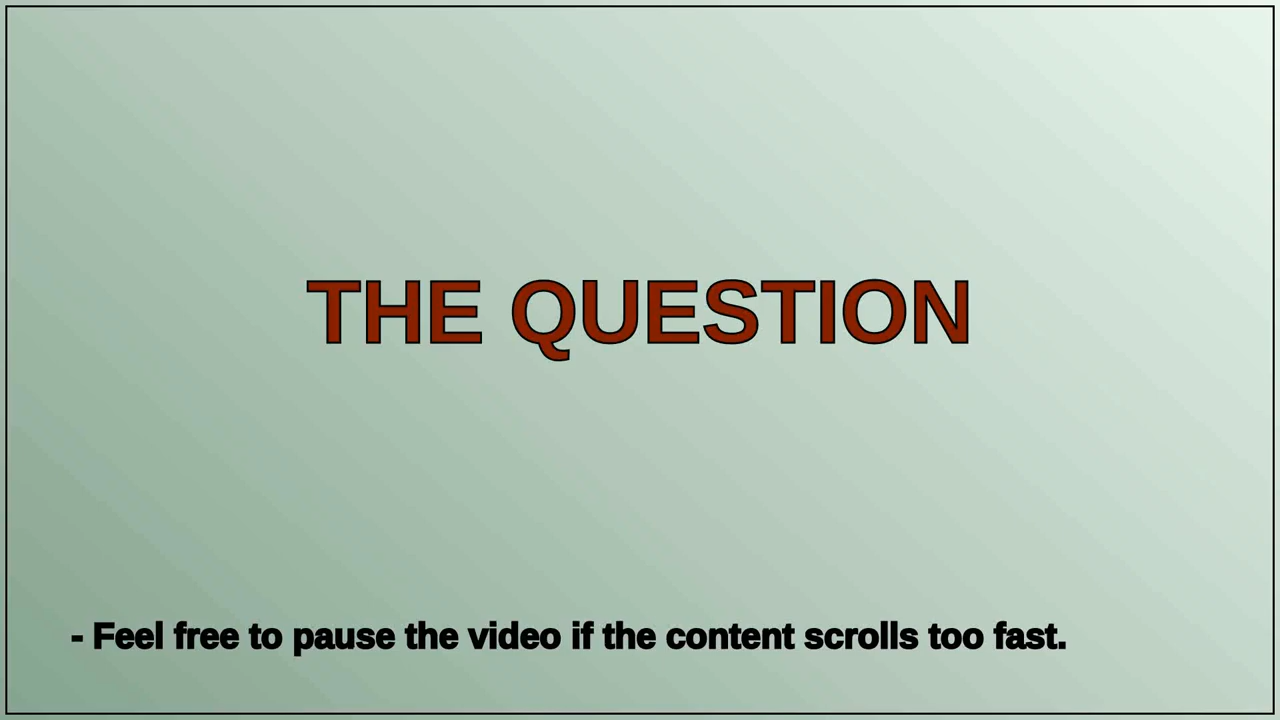 THE QUESTION
- Feel free to pause the video if the content scrolls too fast.